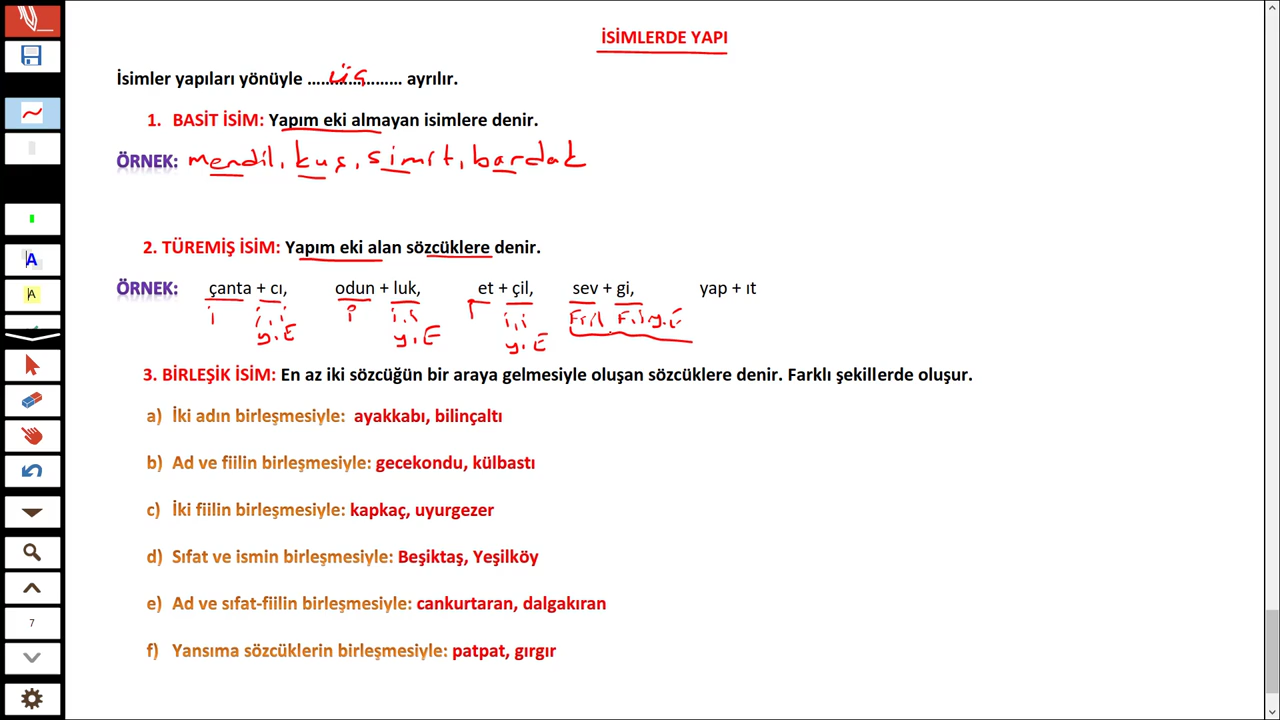 İSİMLERDE YAPI
İsimler yapıları yönüyle ......üç......... ayrılır.
1. BASİT İSİM: Yapım eki almayan isimlere denir.
ÖRNEK: mendil, kuş, simit, bardak
2. TÜREMİŞ İSİM: Yapım eki alan sözcüklere denir.
ÖRNEK: çanta + cı, odun + luk, et + çil, sev + gi, yap + ıt
i i.i i i.i i i.i Fiil F.i.y.E
y.E y.E y.E
3. BİRLEŞİK İSİM: En az iki sözcüğün bir araya gelmesiyle oluşan sözcüklere denir. Farklı şekillerde oluşur.
a) İki adın birleşmesiyle: ayakkabı, bilinçaltı
b) Ad ve fiilin birleşmesiyle: gecekondu, külbastı
c) İki fiilin birleşmesiyle: kapkaç, uyurgezer
d) Sıfat ve ismin birleşmesiyle: Beşiktaş, Yeşilköy
e) Ad ve sıfat-fiilin birleşmesiyle: cankurtaran, dalgakıran
f) Yansıma sözcüklerin birleşmesiyle: patpat, gırgır
A
A
7